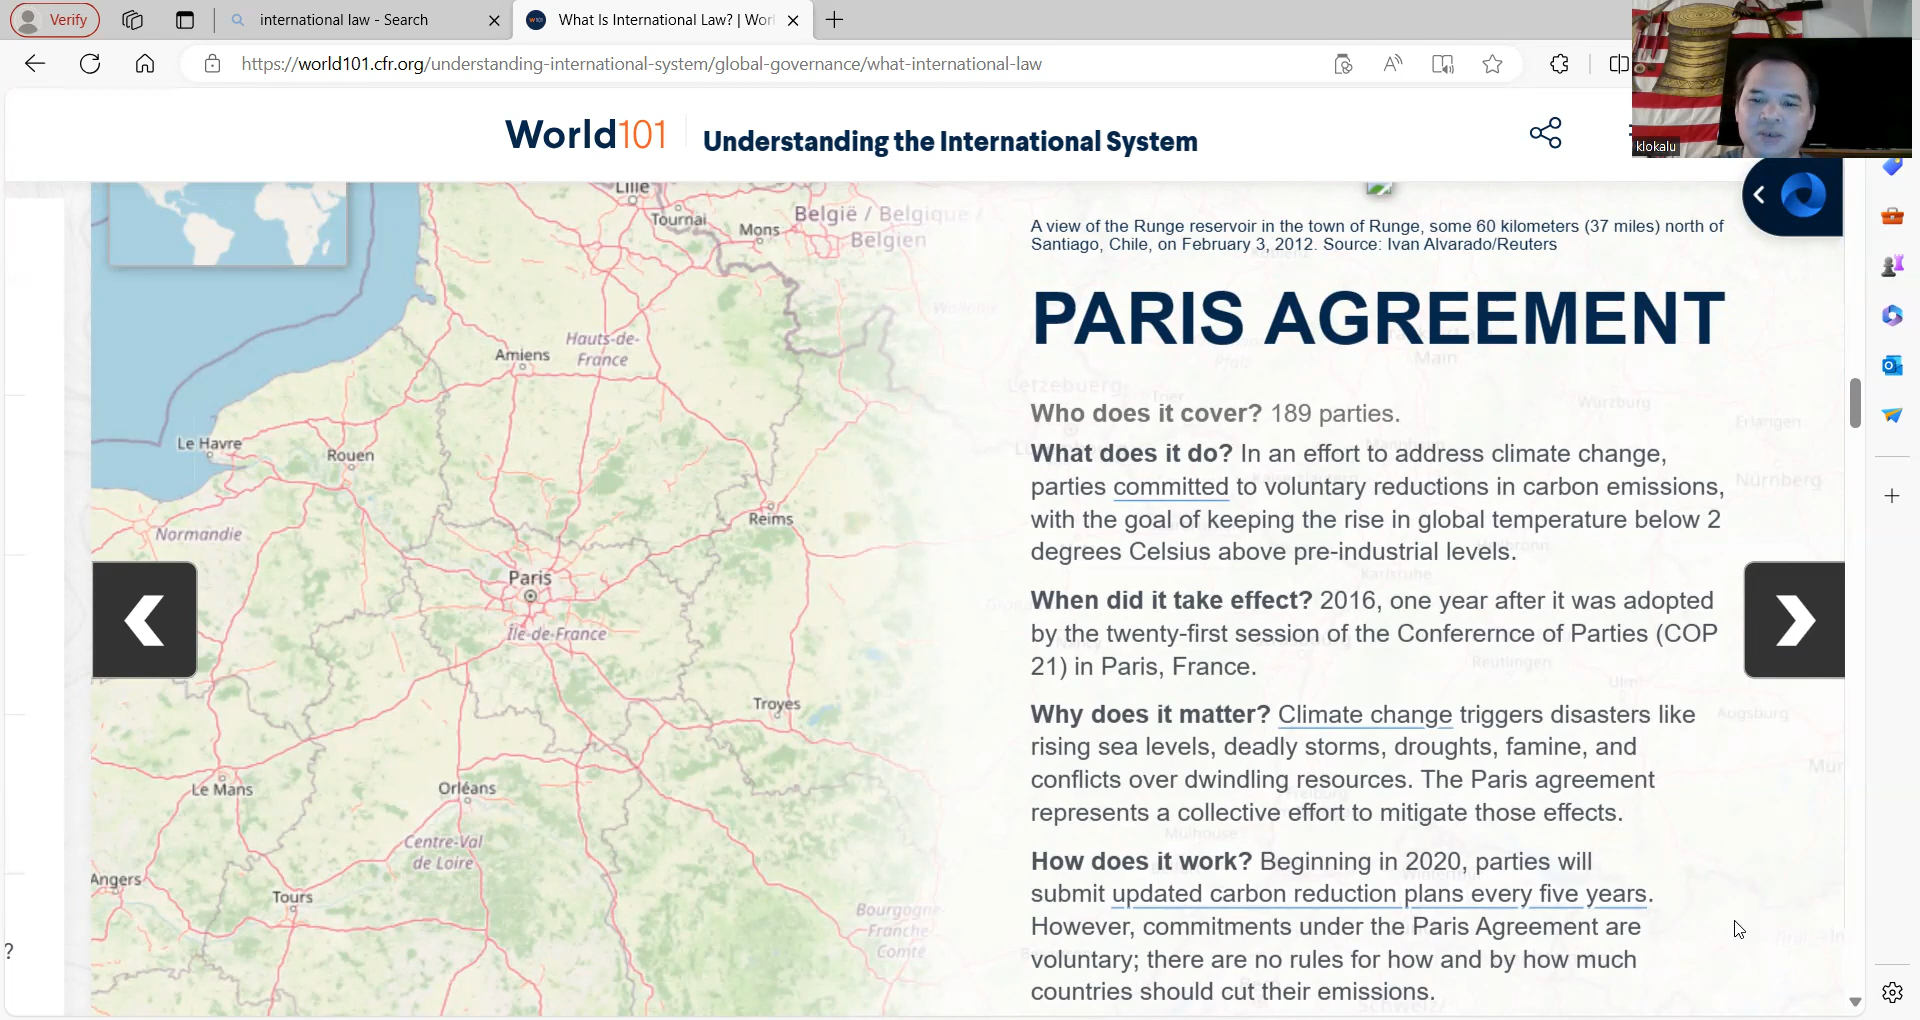 Verify
international law - Search
What Is International Law? | Worl
https://world101.cfr.org/understanding-international-system/global-governance/what-international-law
klokalu
World101
Understanding the International System
Lille
Tournai
Mons
België / Belgique /
Belgien
Hauts-de-
France
Amiens
Le Havre
Rouen
Reims
Normandie
Paris
Île-de-France
Troyes
Le Mans
Orléans
Centre-Val
de Loire
Angers
Tours
Bourgogne-
Franche-
Comté
?
A view of the Runge reservoir in the town of Runge, some 60 kilometers (37 miles) north of
Santiago, Chile, on February 3, 2012. Source: Ivan Alvarado/Reuters
PARIS AGREEMENT
Main
Letzebuerg
Trier
Würzburg
Erlangen
Nürnberg
Who does it cover? 189 parties.
What does it do? In an effort to address climate change,
parties committed to voluntary reductions in carbon emissions,
with the goal of keeping the rise in global temperature below 2
degrees Celsius above pre-industrial levels.
Karlsruhe
When did it take effect? 2016, one year after it was adopted
by the twenty-first session of the Conferernce of Parties (COP
21) in Paris, France.
Reutlingen
Ulm
Augsburg
Why does it matter? Climate change triggers disasters like
rising sea levels, deadly storms, droughts, famine, and
conflicts over dwindling resources. The Paris agreement
represents a collective effort to mitigate those effects.
Mulhouse
How does it work? Beginning in 2020, parties will
submit updated carbon reduction plans every five years.
However, commitments under the Paris Agreement are
voluntary; there are no rules for how and by how much
countries should cut their emissions.